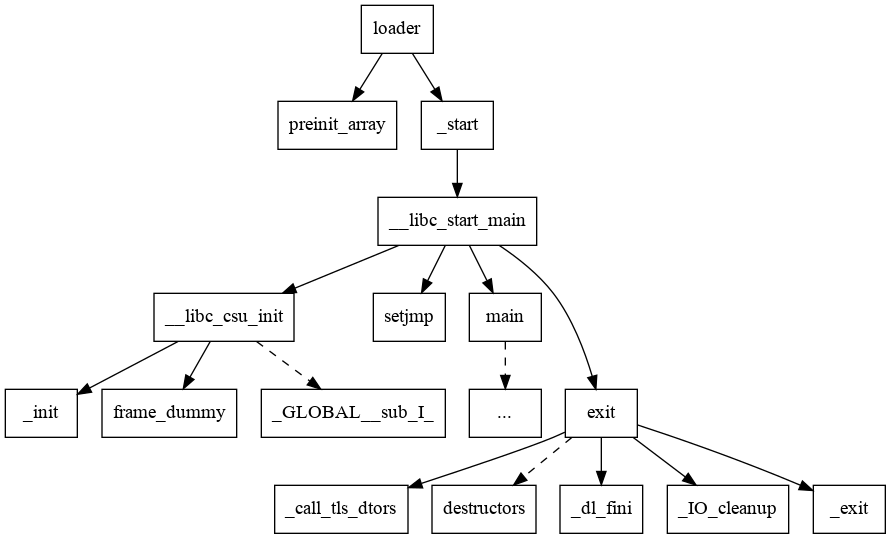 loader
preinit_array
_start
__libc_start_main
__libc_csu_init
setjmp
main
_init
frame_dummy
_GLOBAL__sub_I_
...
exit
_call_tls_dtors
destructors
_dl_fini
_IO_cleanup
_exit